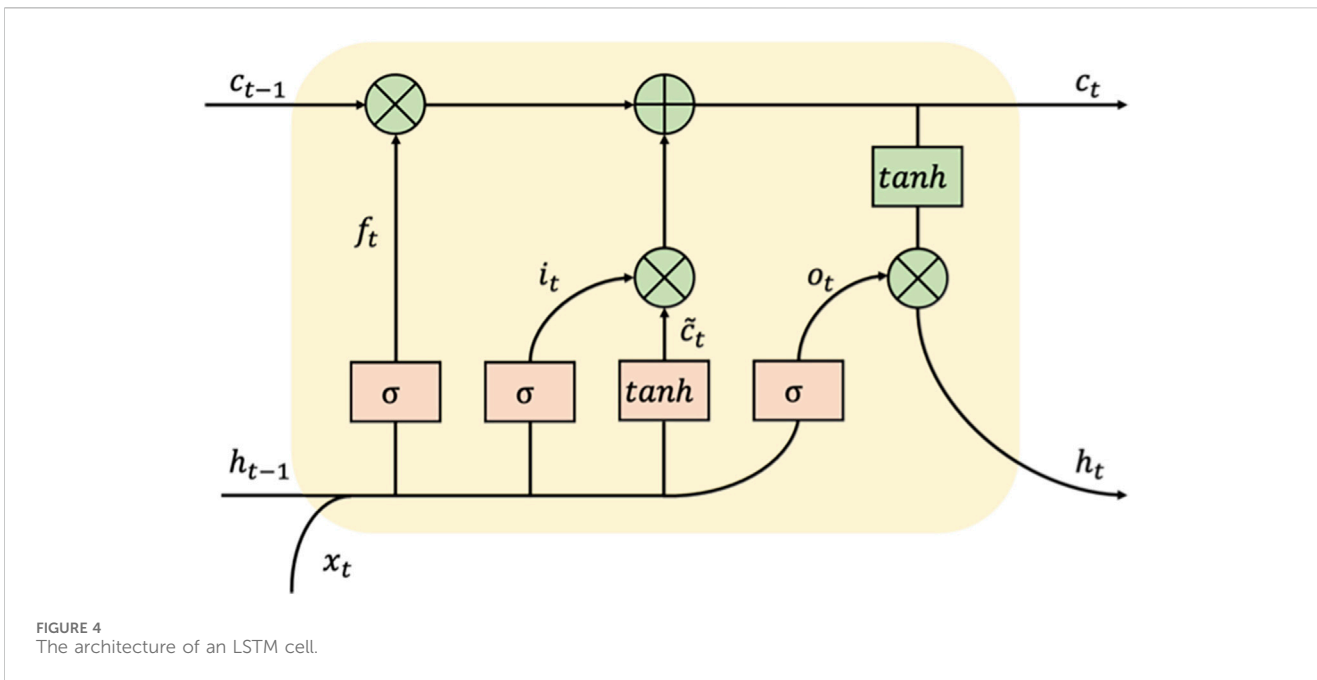 c_{t-1}
c_t
tanh
f_t
i_t
o_t
c̃_t
σ
σ
tanh
σ
h_{t-1}
h_t
x_t
FIGURE 4
The architecture of an LSTM cell.